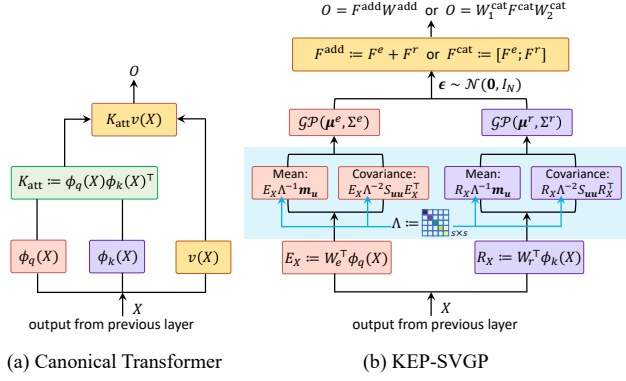 O
K_att v(X)
K_att := ϕ_q(X)ϕ_k(X)^⊤
ϕ_q(X) ϕ_k(X) v(X)
X
output from previous layer
(a) Canonical Transformer
O = F^add W^add or O = W_1^cat F^cat W_2^cat
F^add := F^e + F^r or F^cat := [F^e; F^r]
ϵ ~ 𝒩(0, I_N)
𝒢𝒫(μ^e, Σ^e) 𝒢𝒫(μ^r, Σ^r)
Mean: Covariance: Mean: Covariance:
E_X Λ^{-1} m_u E_X Λ^{-2} S_uu E_X^⊤ R_X Λ^{-1} m_u R_X Λ^{-2} S_uu R_X^⊤
Λ := s×s
E_X := W_e^⊤ ϕ_q(X) R_X := W_r^⊤ ϕ_k(X)
X
output from previous layer
(b) KEP-SVGP